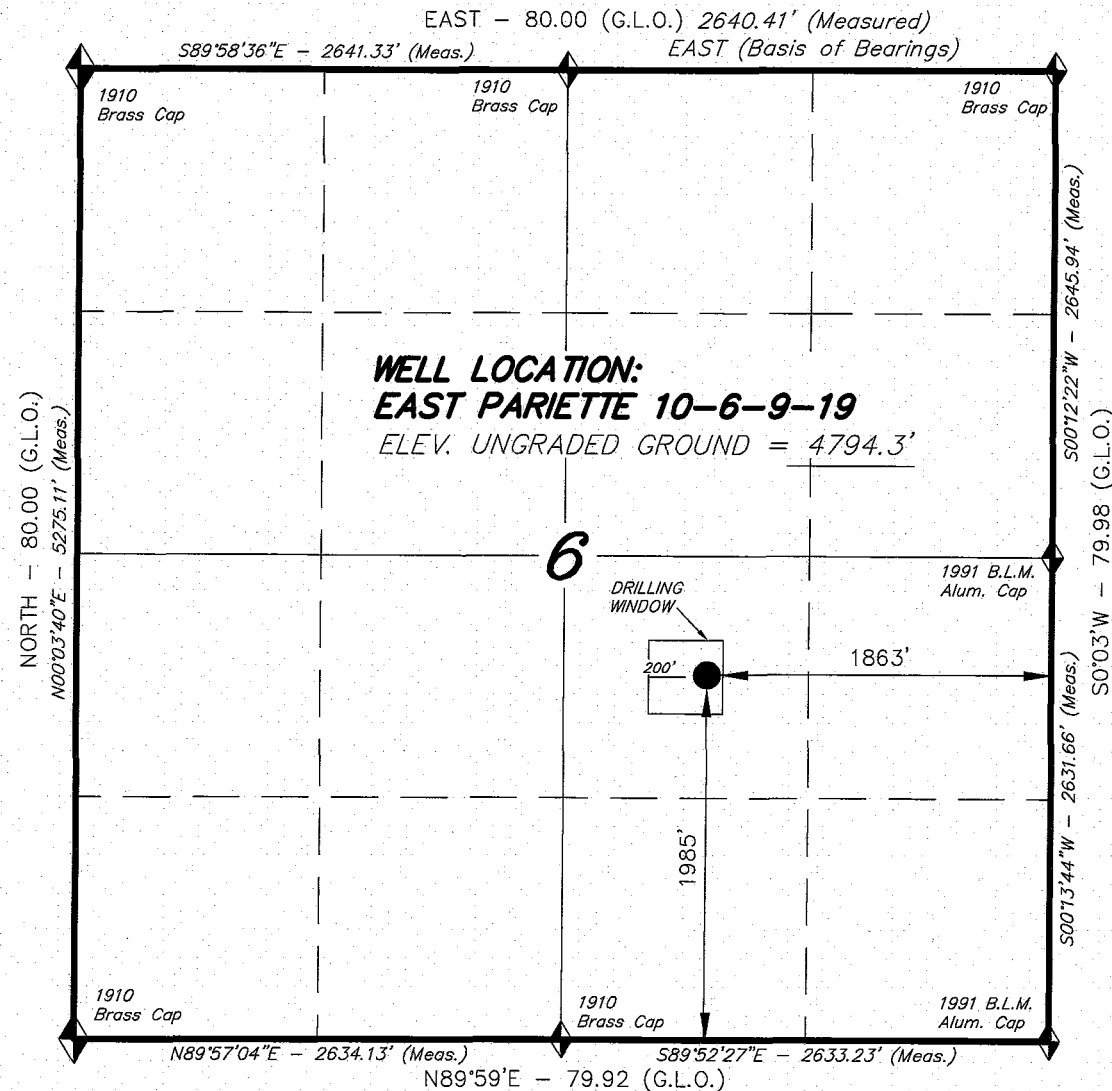 EAST – 80.00 (G.L.O.) 2640.41' (Measured)
S89°58'36"E – 2641.33' (Meas.)
EAST (Basis of Bearings)
1910
Brass Cap
1910
Brass Cap
1910
Brass Cap
S00°12'22"W – 2645.94' (Meas.)
WELL LOCATION:
EAST PARIETTE 10–6–9–19
ELEV. UNGRADED GROUND = 4794.3'
NORTH – 80.00 (G.L.O.)
N00°03'40"E – 5275.11' (Meas.)
S0°03'W – 79.98 (G.L.O.)
6
1991 B.L.M.
Alum. Cap
DRILLING
WINDOW
200'
1863'
1985'
S00°13'44"W – 2631.66' (Meas.)
1910
Brass Cap
1910
Brass Cap
1991 B.L.M.
Alum. Cap
N89°57'04"E – 2634.13' (Meas.)
S89°52'27"E – 2633.23' (Meas.)
N89°59'E – 79.92 (G.L.O.)